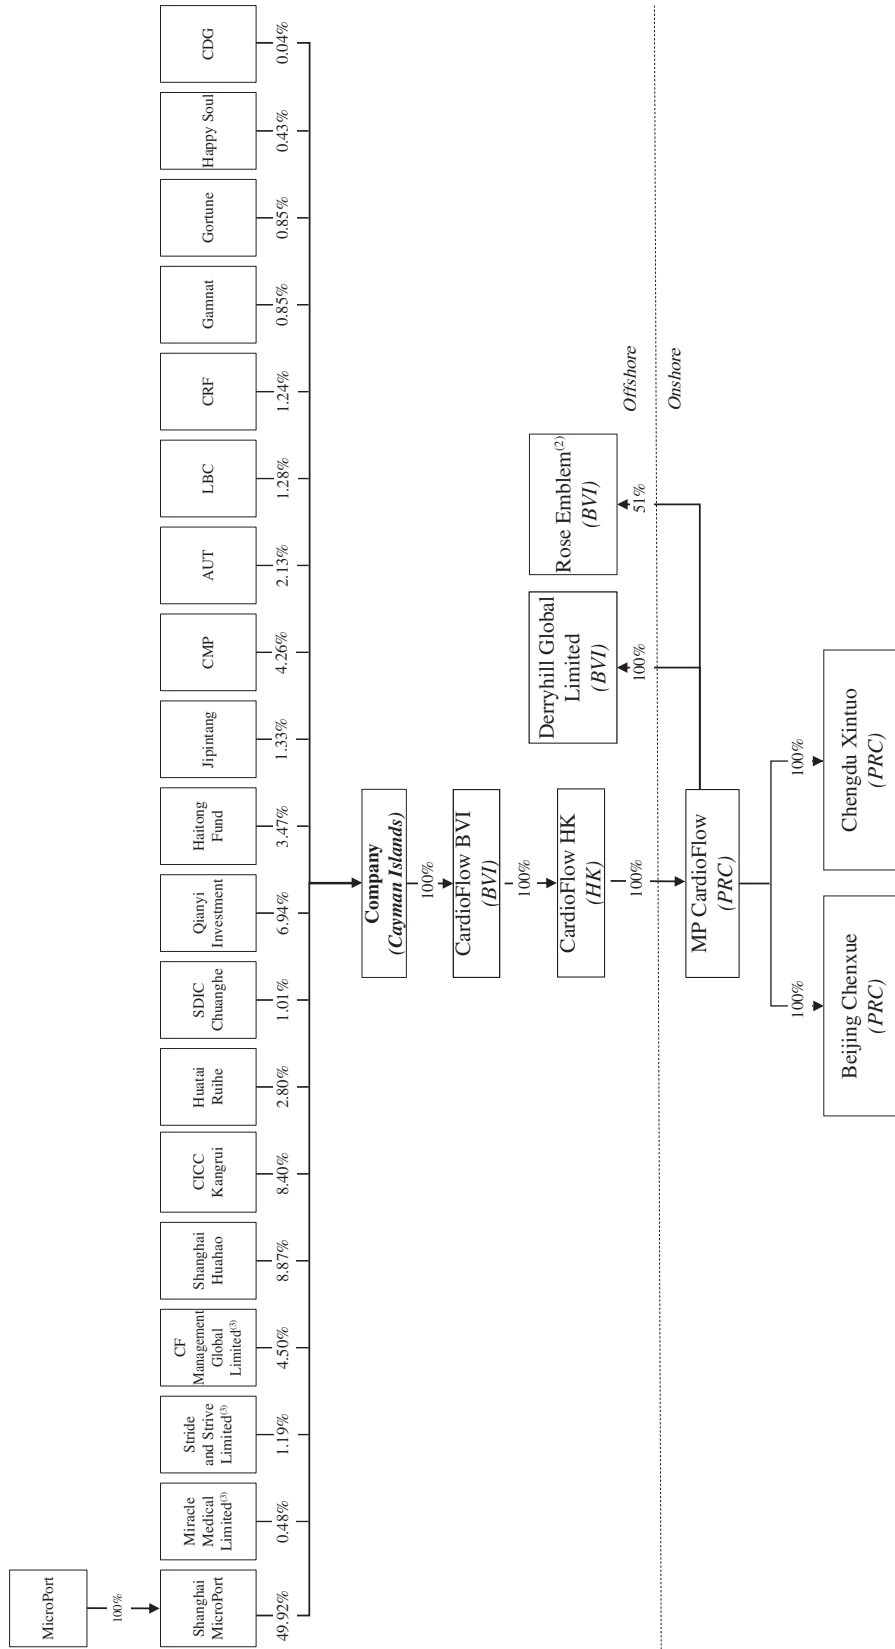 MicroPort
100%
Shanghai
MicroPort
49.92%
Miracle
Medical
Limited(3)
0.48%
Stride
and Strive
Limited(3)
1.19%
CF
Management
Global
Limited(3)
4.50%
Shanghai
Huahao
8.87%
CICC
Kangrui
8.40%
Huatai
Ruihe
2.80%
SDIC
Chuanghe
1.01%
Qianyi
Investment
6.94%
Haitong
Fund
3.47%
Jipintang
1.33%
CMP
4.26%
AUT
2.13%
LBC
1.28%
CRF
1.24%
Gamnat
0.85%
Gortune
0.85%
Happy Soul
0.43%
CDG
0.04%
Company
(Cayman Islands)
100%
CardioFlow BVI
(BVI)
100%
CardioFlow HK
(HK)
100%
Derryhill Global
Limited
(BVI)
100%
Rose Emblem(2)
(BVI)
51%
Offshore
Onshore
MP CardioFlow
(PRC)
100%
100%
Beijing Chenxue
(PRC)
Chengdu Xintuo
(PRC)